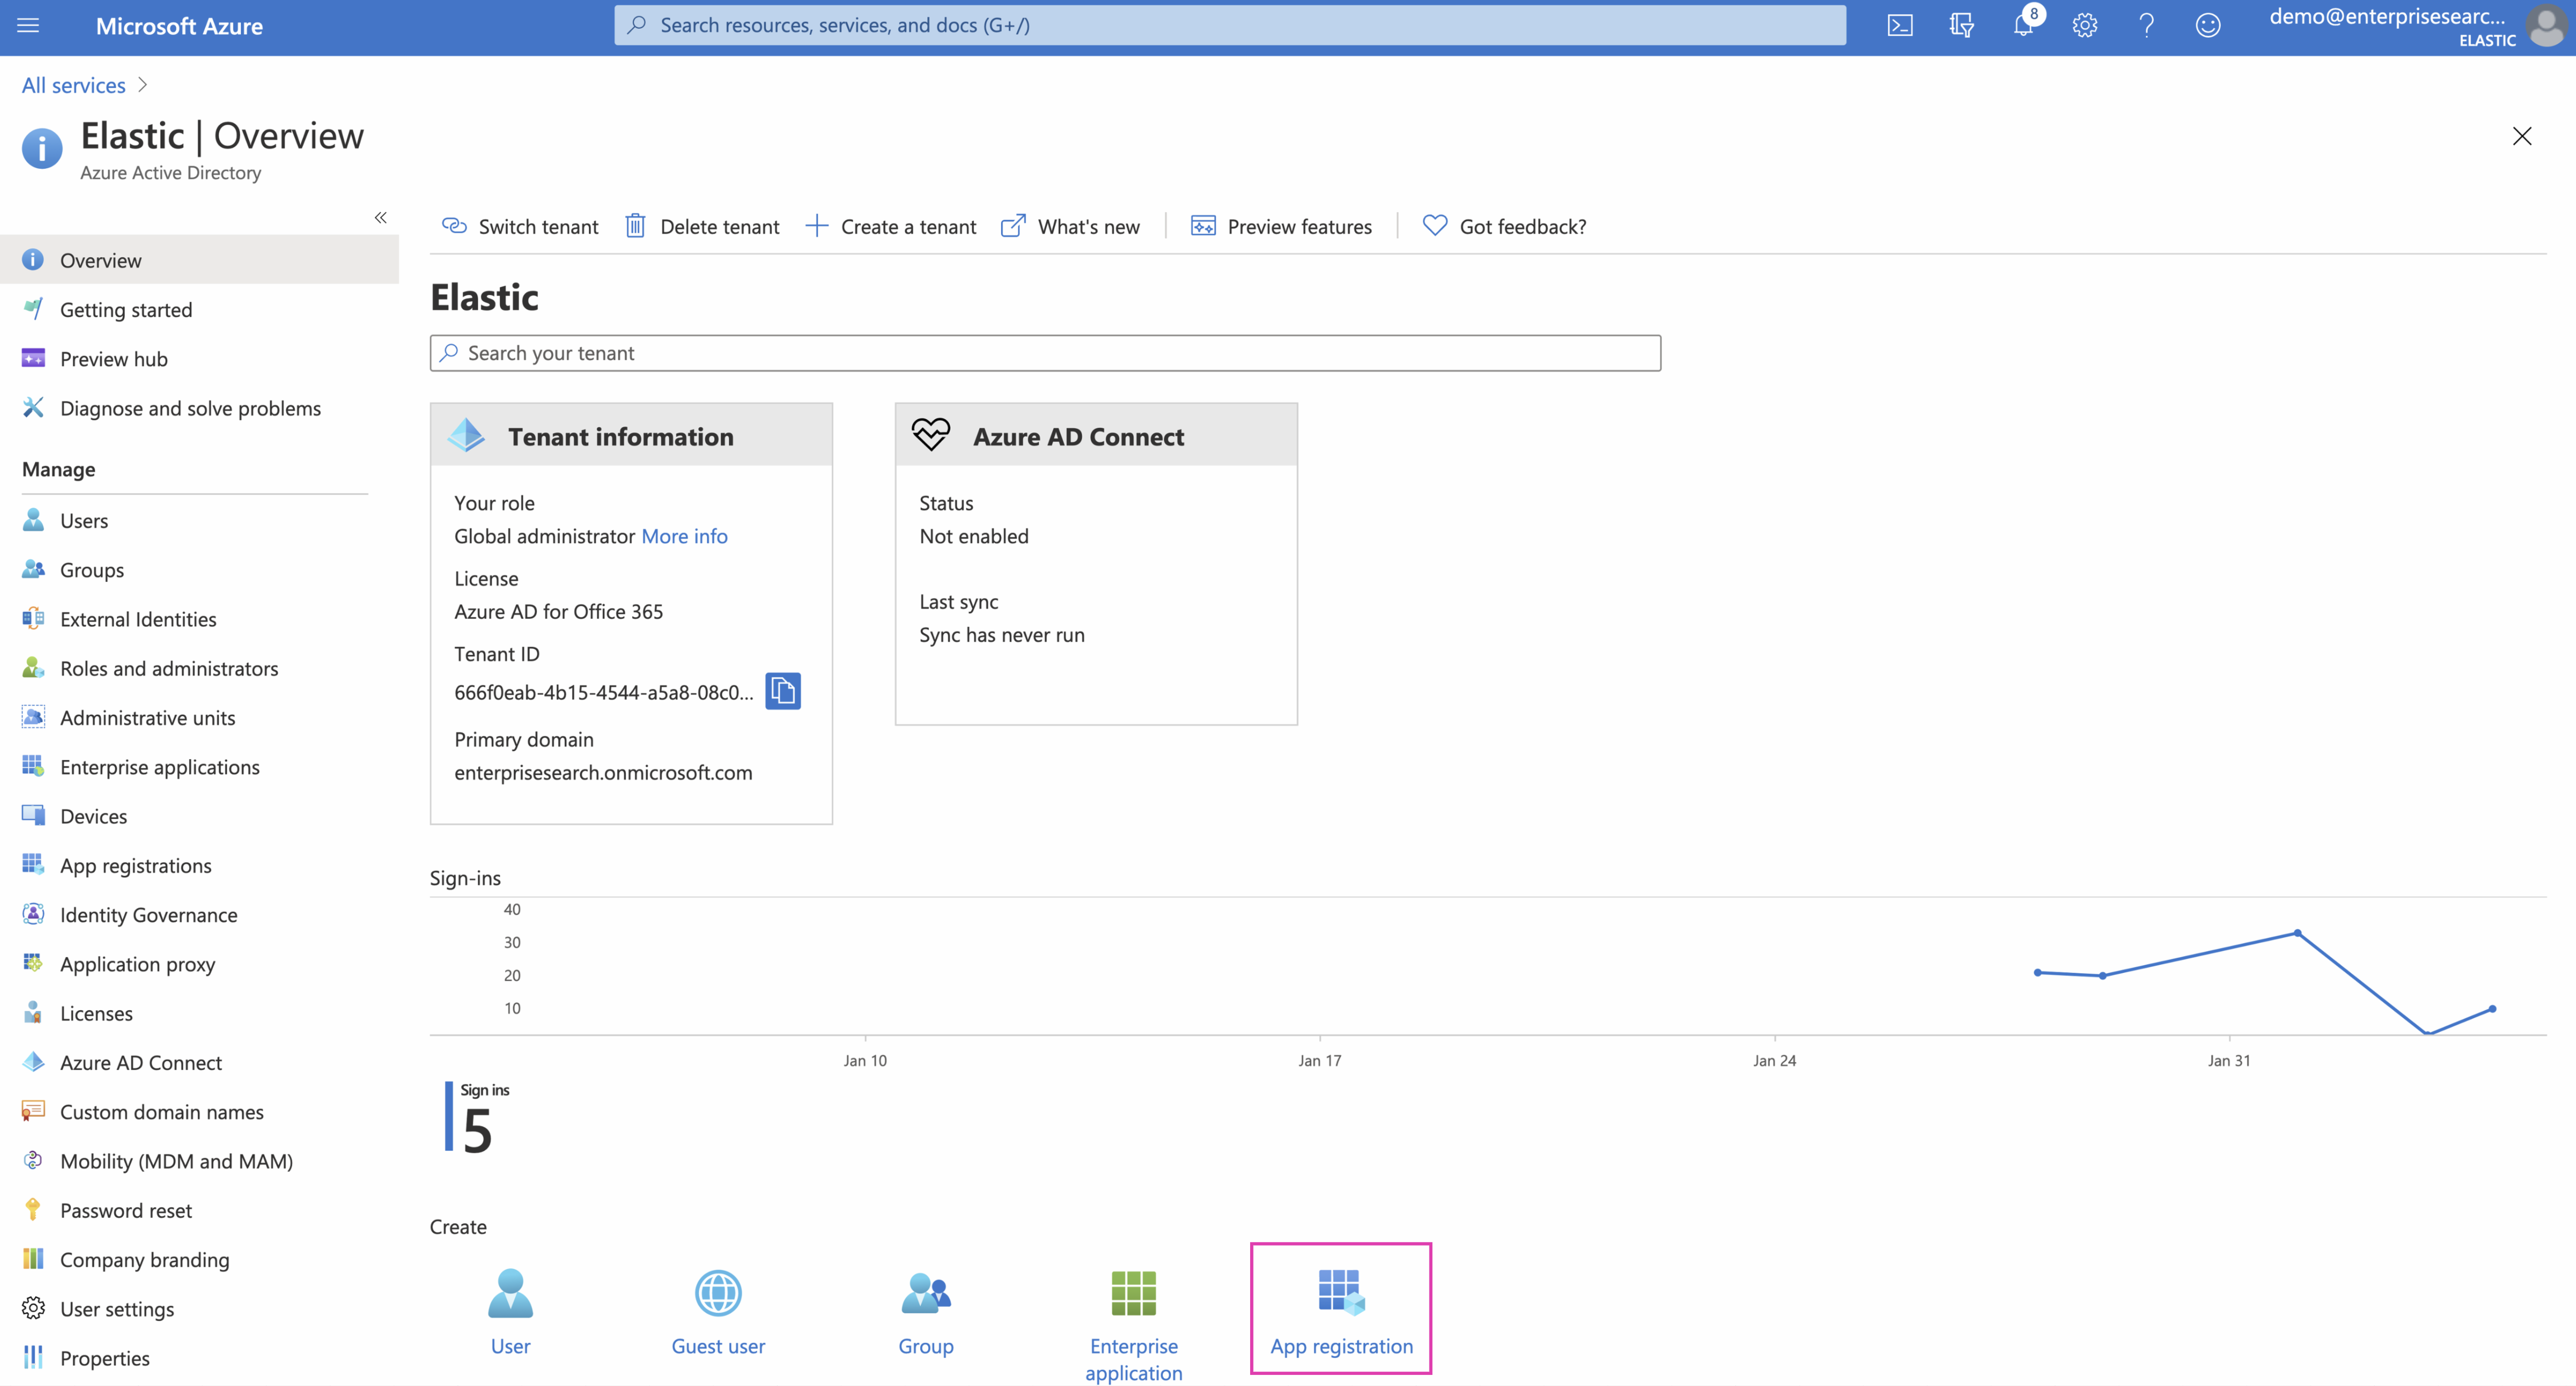 Microsoft Azure
Search resources, services, and docs (G+/)
8
demo@enterprisesearc...
ELASTIC
All services
Elastic | Overview
Azure Active Directory
Overview
Getting started
Preview hub
Diagnose and solve problems
Manage
Users
Groups
External Identities
Roles and administrators
Administrative units
Enterprise applications
Devices
App registrations
Identity Governance
Application proxy
Licenses
Azure AD Connect
Custom domain names
Mobility (MDM and MAM)
Password reset
Company branding
User settings
Properties
Switch tenant
Delete tenant
Create a tenant
What's new
Preview features
Got feedback?
Elastic
Search your tenant
Tenant information
Your role
Global administrator More info
License
Azure AD for Office 365
Tenant ID
666f0eab-4b15-4544-a5a8-08c0...
Primary domain
enterprisesearch.onmicrosoft.com
Azure AD Connect
Status
Not enabled
Last sync
Sync has never run
Sign-ins
40
30
20
10
Jan 10
Jan 17
Jan 24
Jan 31
Sign ins
5
Create
User
Guest user
Group
Enterprise
application
App registration